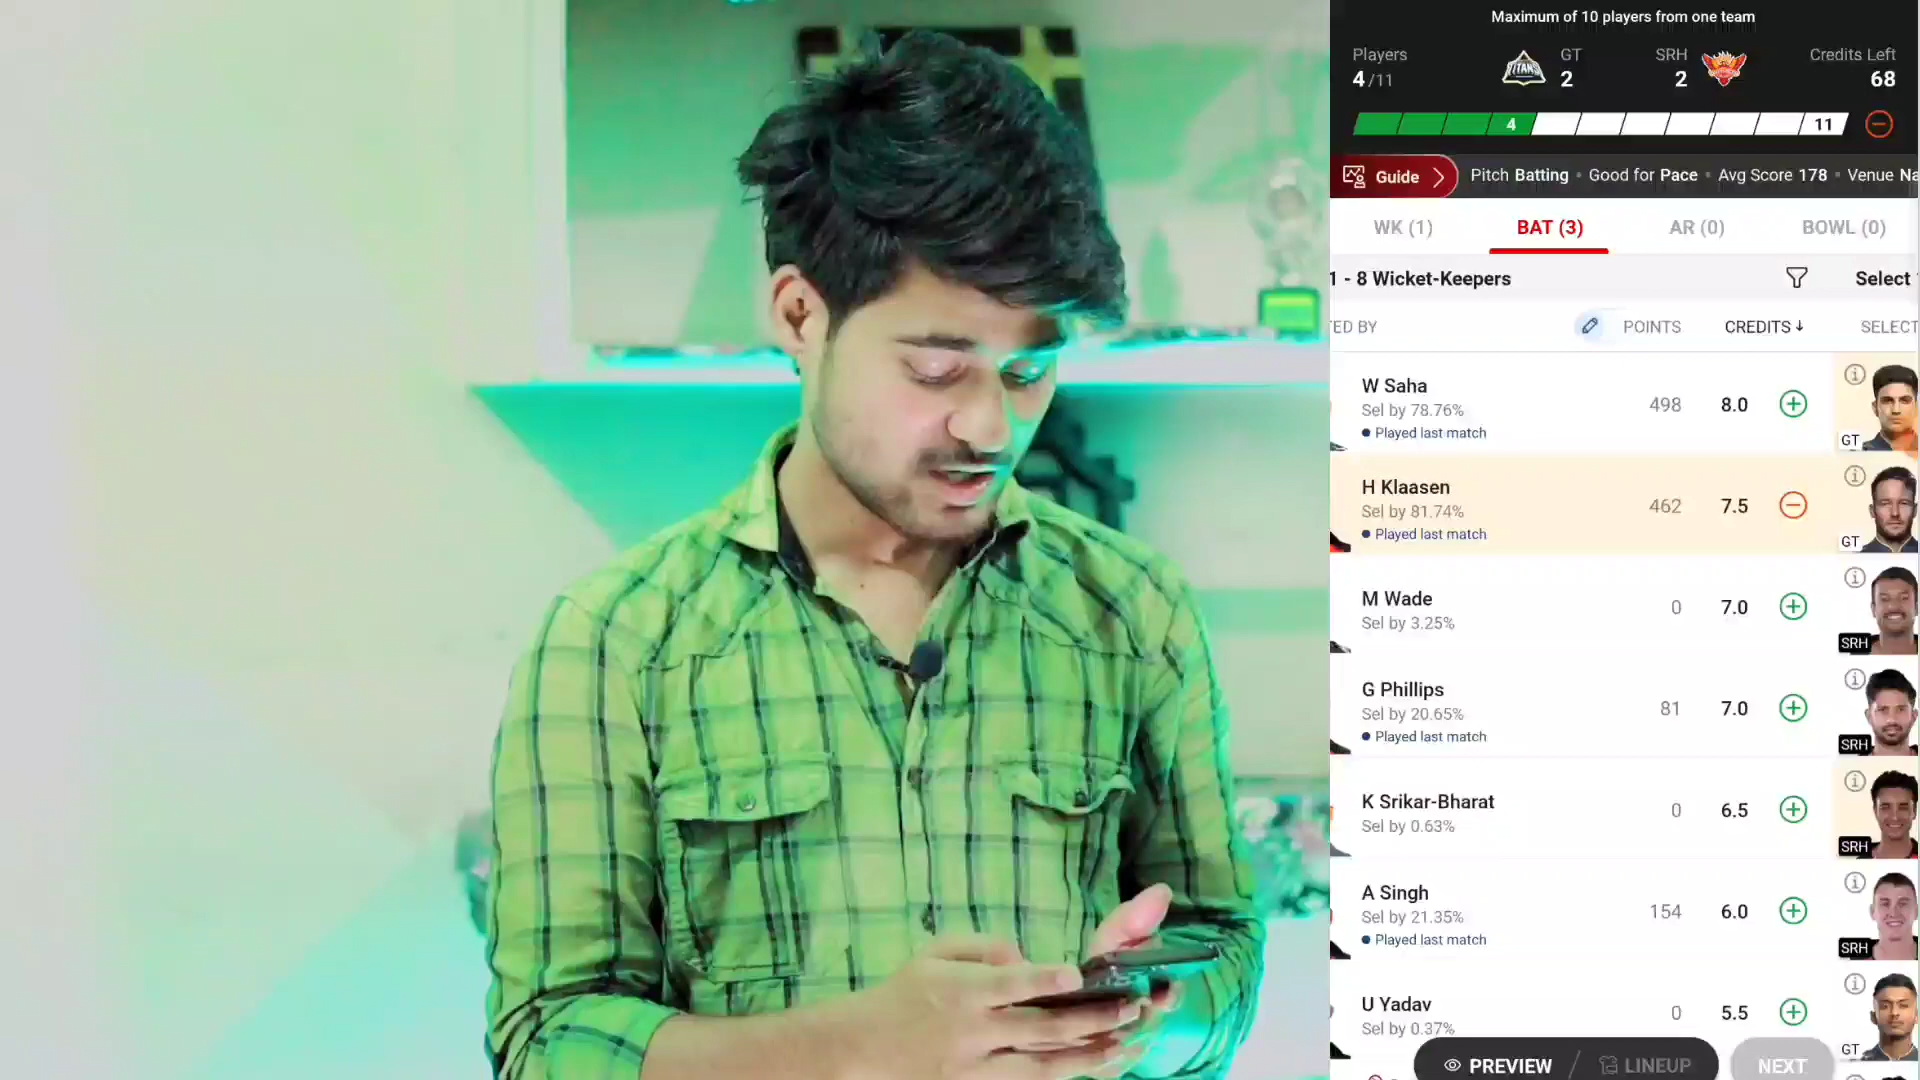 Maximum of 10 players from one team
Players GT SRH Credits Left
4/11 TITANS 2 2 68
4 11
Guide Pitch Batting • Good for Pace • Avg Score 178 • Venue Na
WK (1) BAT (3) AR (0) BOWL (0)
1 - 8 Wicket-Keepers Select
TED BY POINTS CREDITS↓ SELECT
W Saha
Sel by 78.76% 498 8.0
Played last match
GT
H Klaasen
Sel by 81.74% 462 7.5
Played last match
GT
M Wade
Sel by 3.25% 0 7.0
SRH
G Phillips
Sel by 20.65% 81 7.0
Played last match
SRH
K Srikar-Bharat
Sel by 0.63% 0 6.5
SRH
A Singh
Sel by 21.35% 154 6.0
Played last match
SRH
U Yadav
Sel by 0.37% 0 5.5
GT
PREVIEW / LINEUP NEXT